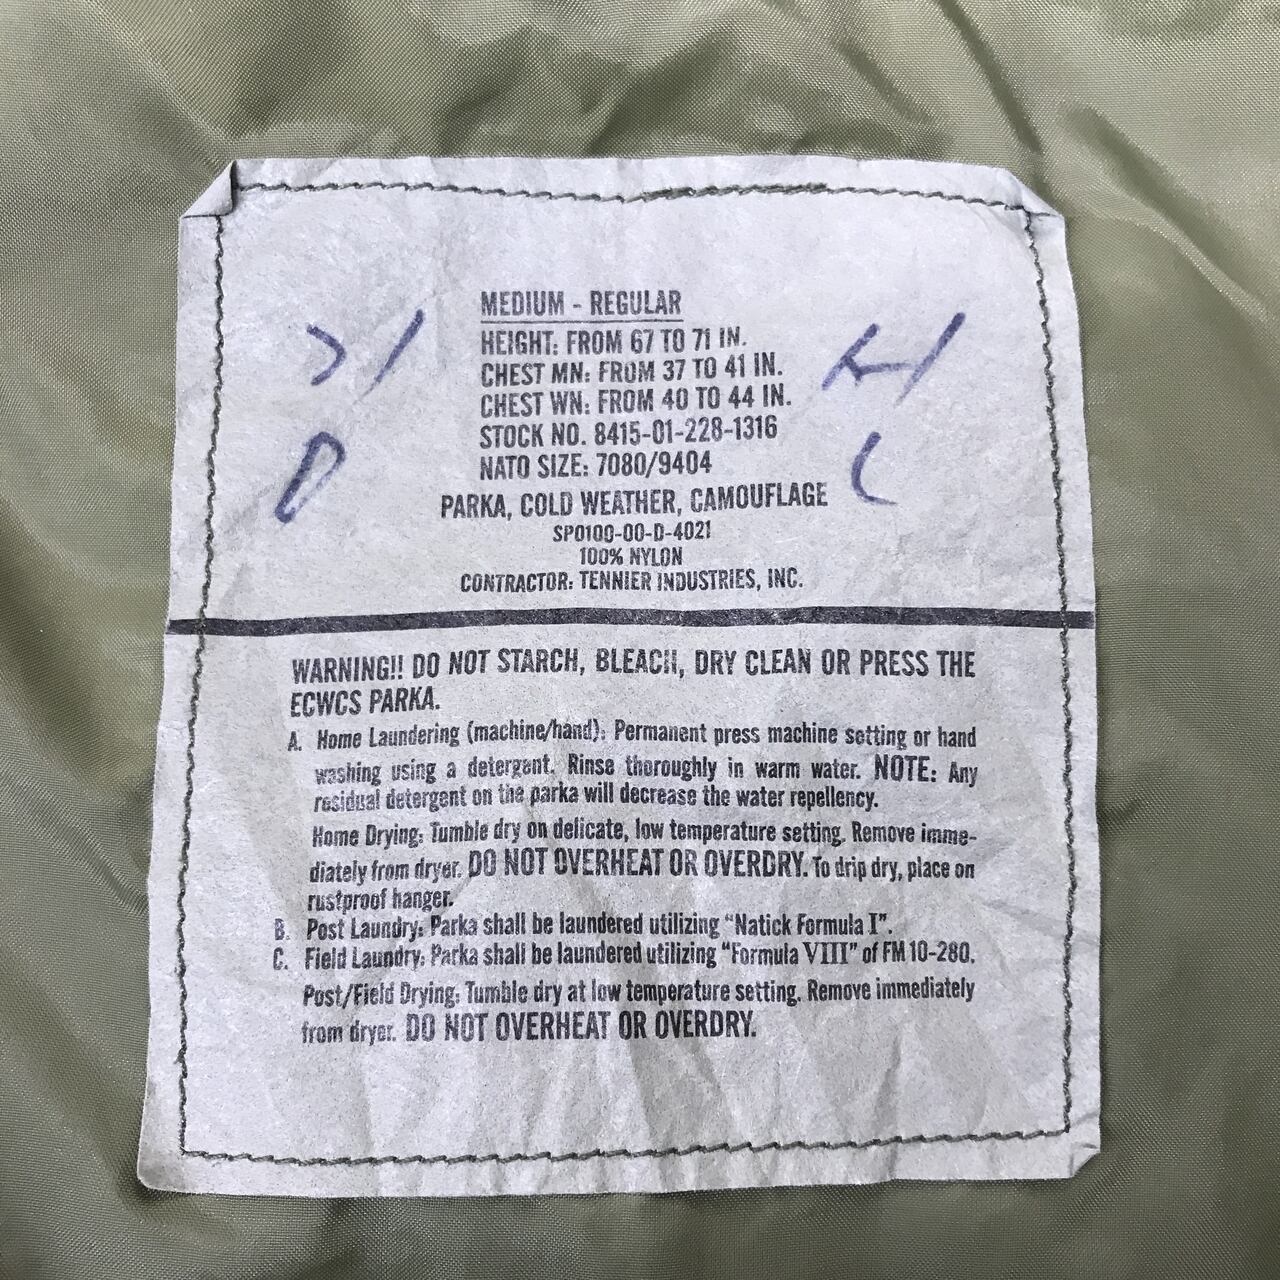 MEDIUM - REGULAR
HEIGHT: FROM 67 TO 71 IN.
CHEST MN: FROM 37 TO 41 IN.
CHEST WN: FROM 40 TO 44 IN.
STOCK NO. 8415-01-228-1316
NATO SIZE: 7080/9404
PARKA, COLD WEATHER, CAMOUFLAGE
SP0100-00-D-4021
100% NYLON
CONTRACTOR: TENNIER INDUSTRIES, INC.
WARNING!! DO NOT STARCH, BLEACH, DRY CLEAN OR PRESS THE
ECWCS PARKA.
A. Home Laundering (machine/hand): Permanent press machine setting or hand
washing using a detergent. Rinse thoroughly in warm water. NOTE: Any
residual detergent on the parka will decrease the water repellency.
Home Drying: Tumble dry on delicate, low temperature setting. Remove imme-
diately from dryer. DO NOT OVERHEAT OR OVERDRY. To drip dry, place on
rustproof hanger.
B. Post Laundry: Parka shall be laundered utilizing “Natick Formula I”.
C. Field Laundry: Parka shall be laundered utilizing “Formula VIII” of FM 10-280.
Post/Field Drying: Tumble dry at low temperature setting. Remove immediately
from dryer. DO NOT OVERHEAT OR OVERDRY.